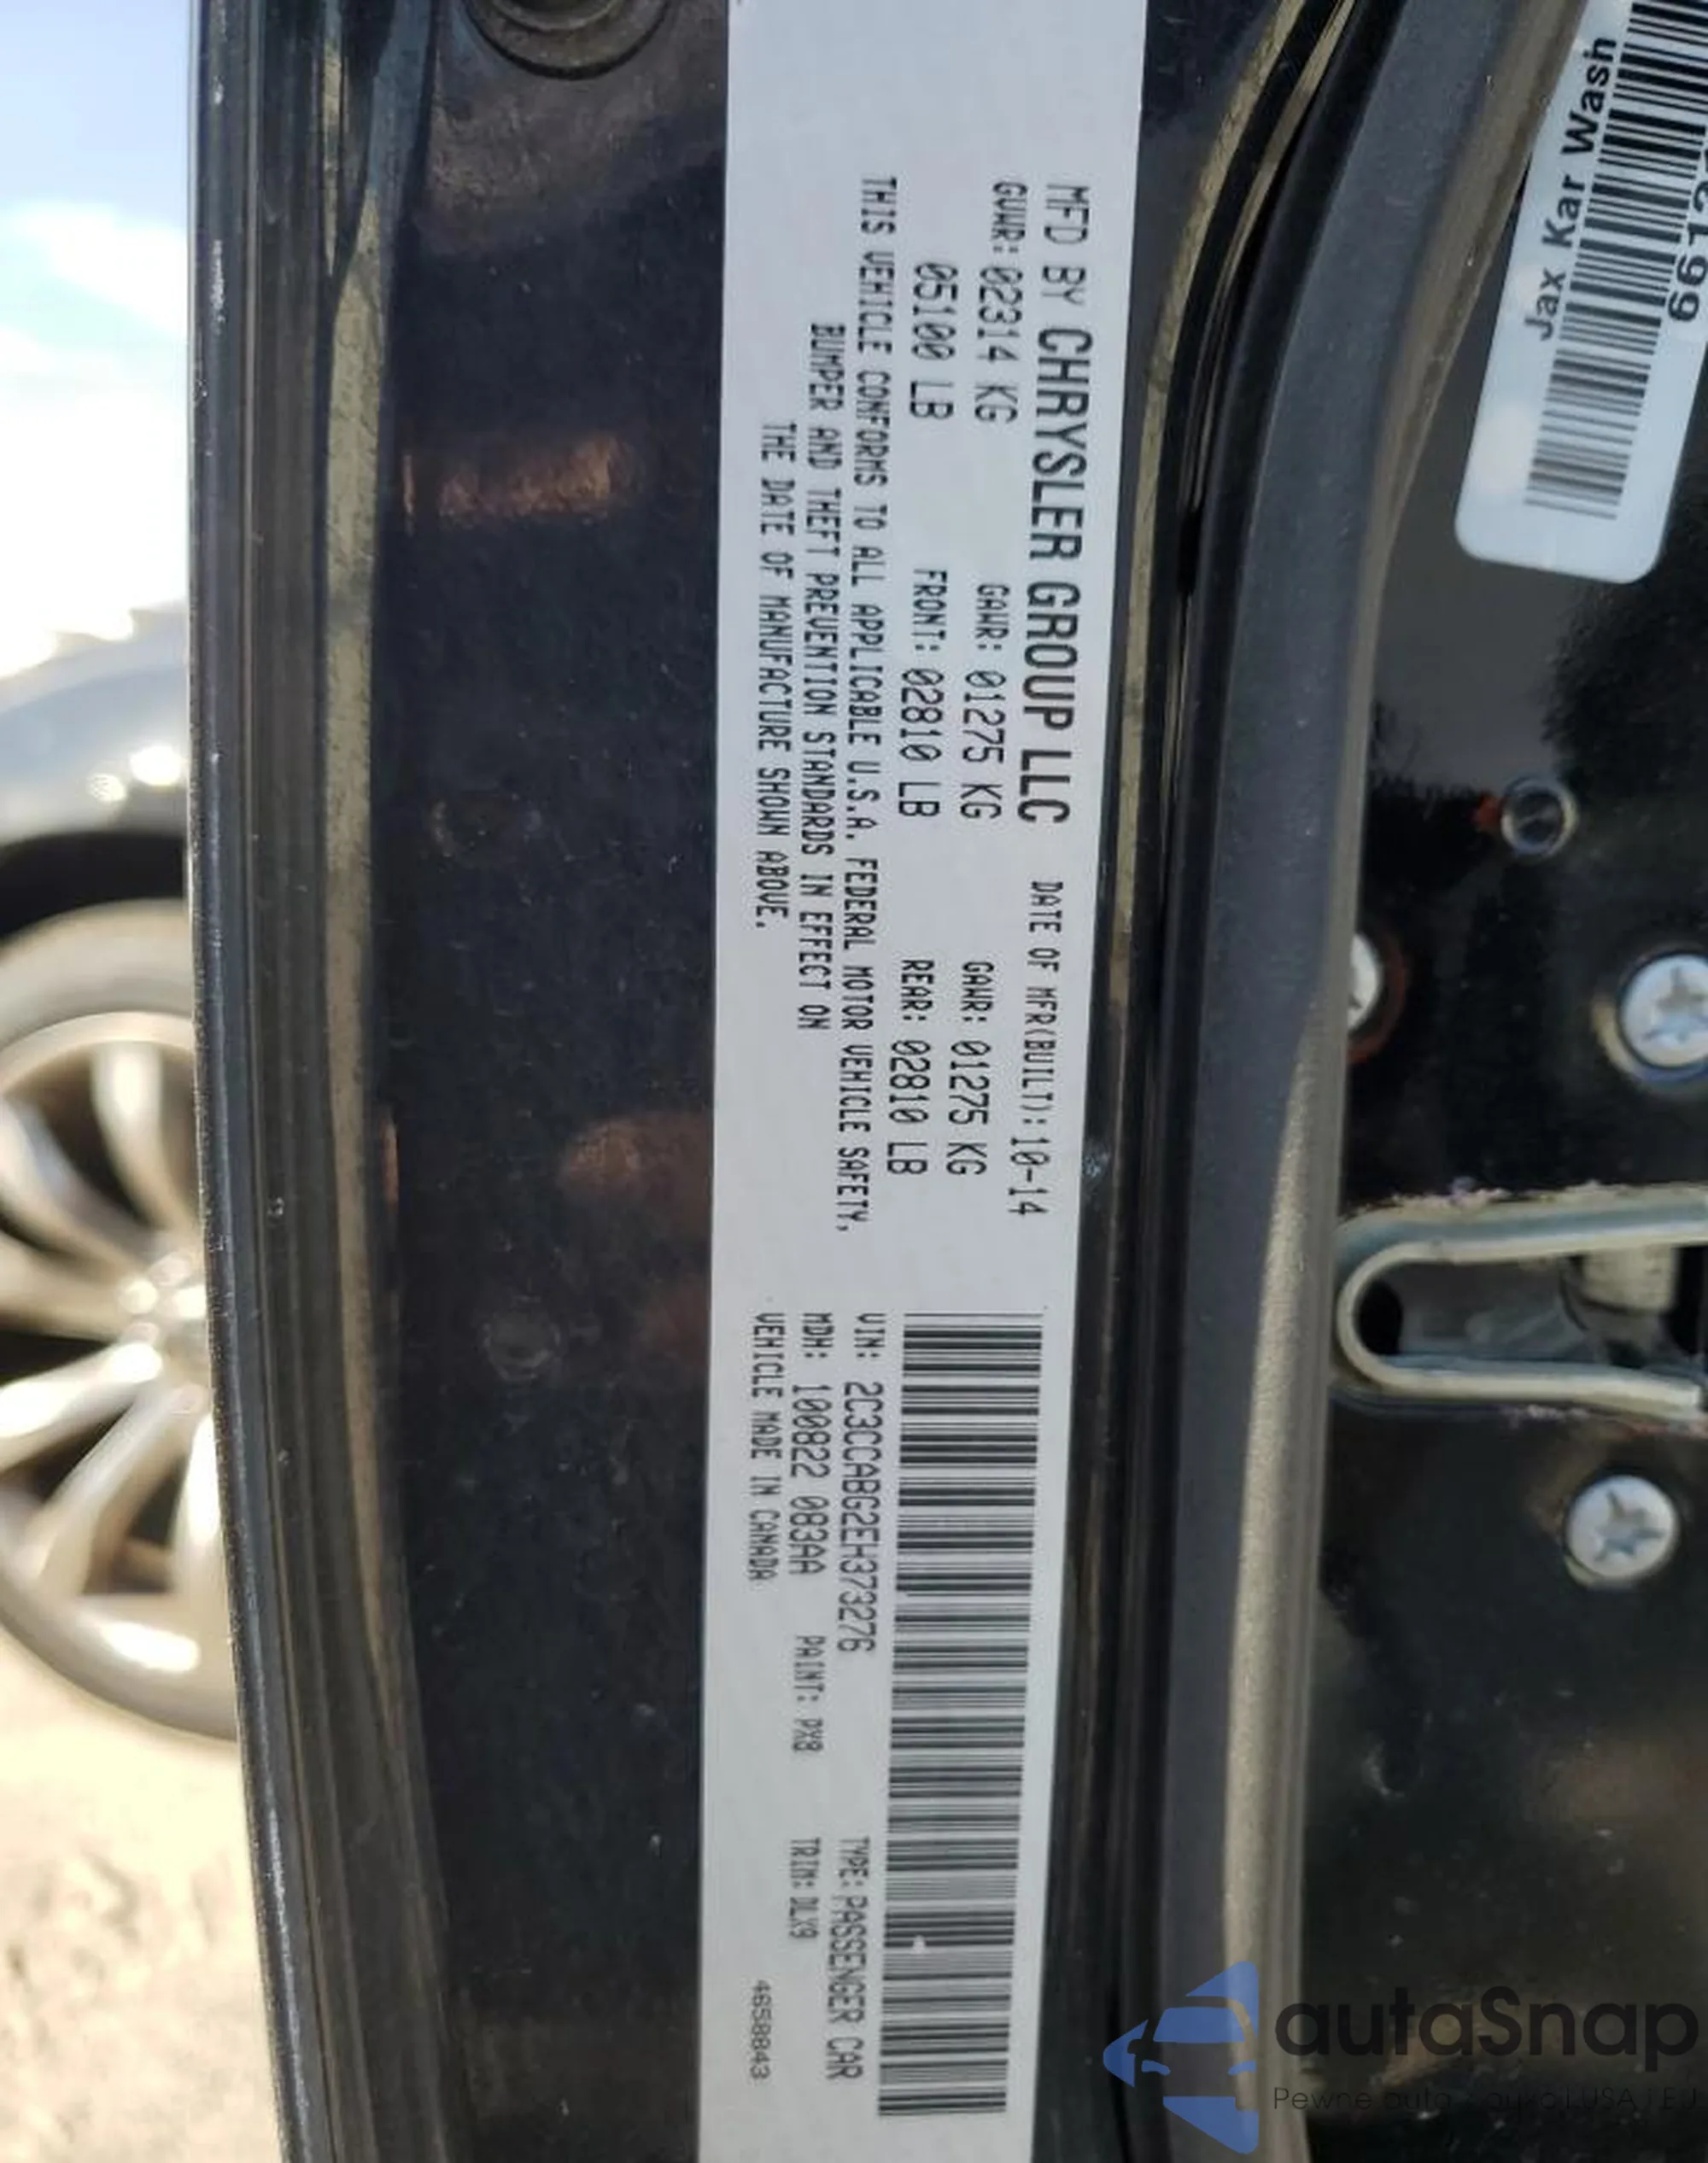 MFD BY CHRYSLER GROUP LLC DATE OF MFR(BUILT):10-14
GVWR: 02314 KG GAWR: 01275 KG GAWR: 01275 KG
05100 LB FRONT: 02810 LB REAR: 02810 LB
THIS VEHICLE CONFORMS TO ALL APPLICABLE U.S.A. FEDERAL MOTOR VEHICLE SAFETY,
BUMPER AND THEFT PREVENTION STANDARDS IN EFFECT ON
THE DATE OF MANUFACTURE SHOWN ABOVE.
VIN: 2C3CCABG2EH373276 TYPE: PASSENGER CAR
MDH: 100822 083AA PAINT: PX8 TRIM: DLX9
VEHICLE MADE IN CANADA 4658843
Jax Kar Wash
autaSnap
Pewne auta